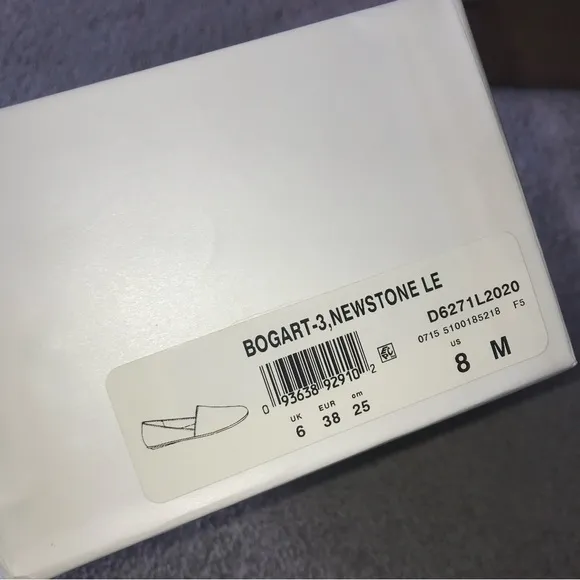 BOGART-3,NEWSTONE LE
D6271L2020
0715 5100185218 F5
0 93638 92910 2
UK EUR cm US
6 38 25 8 M